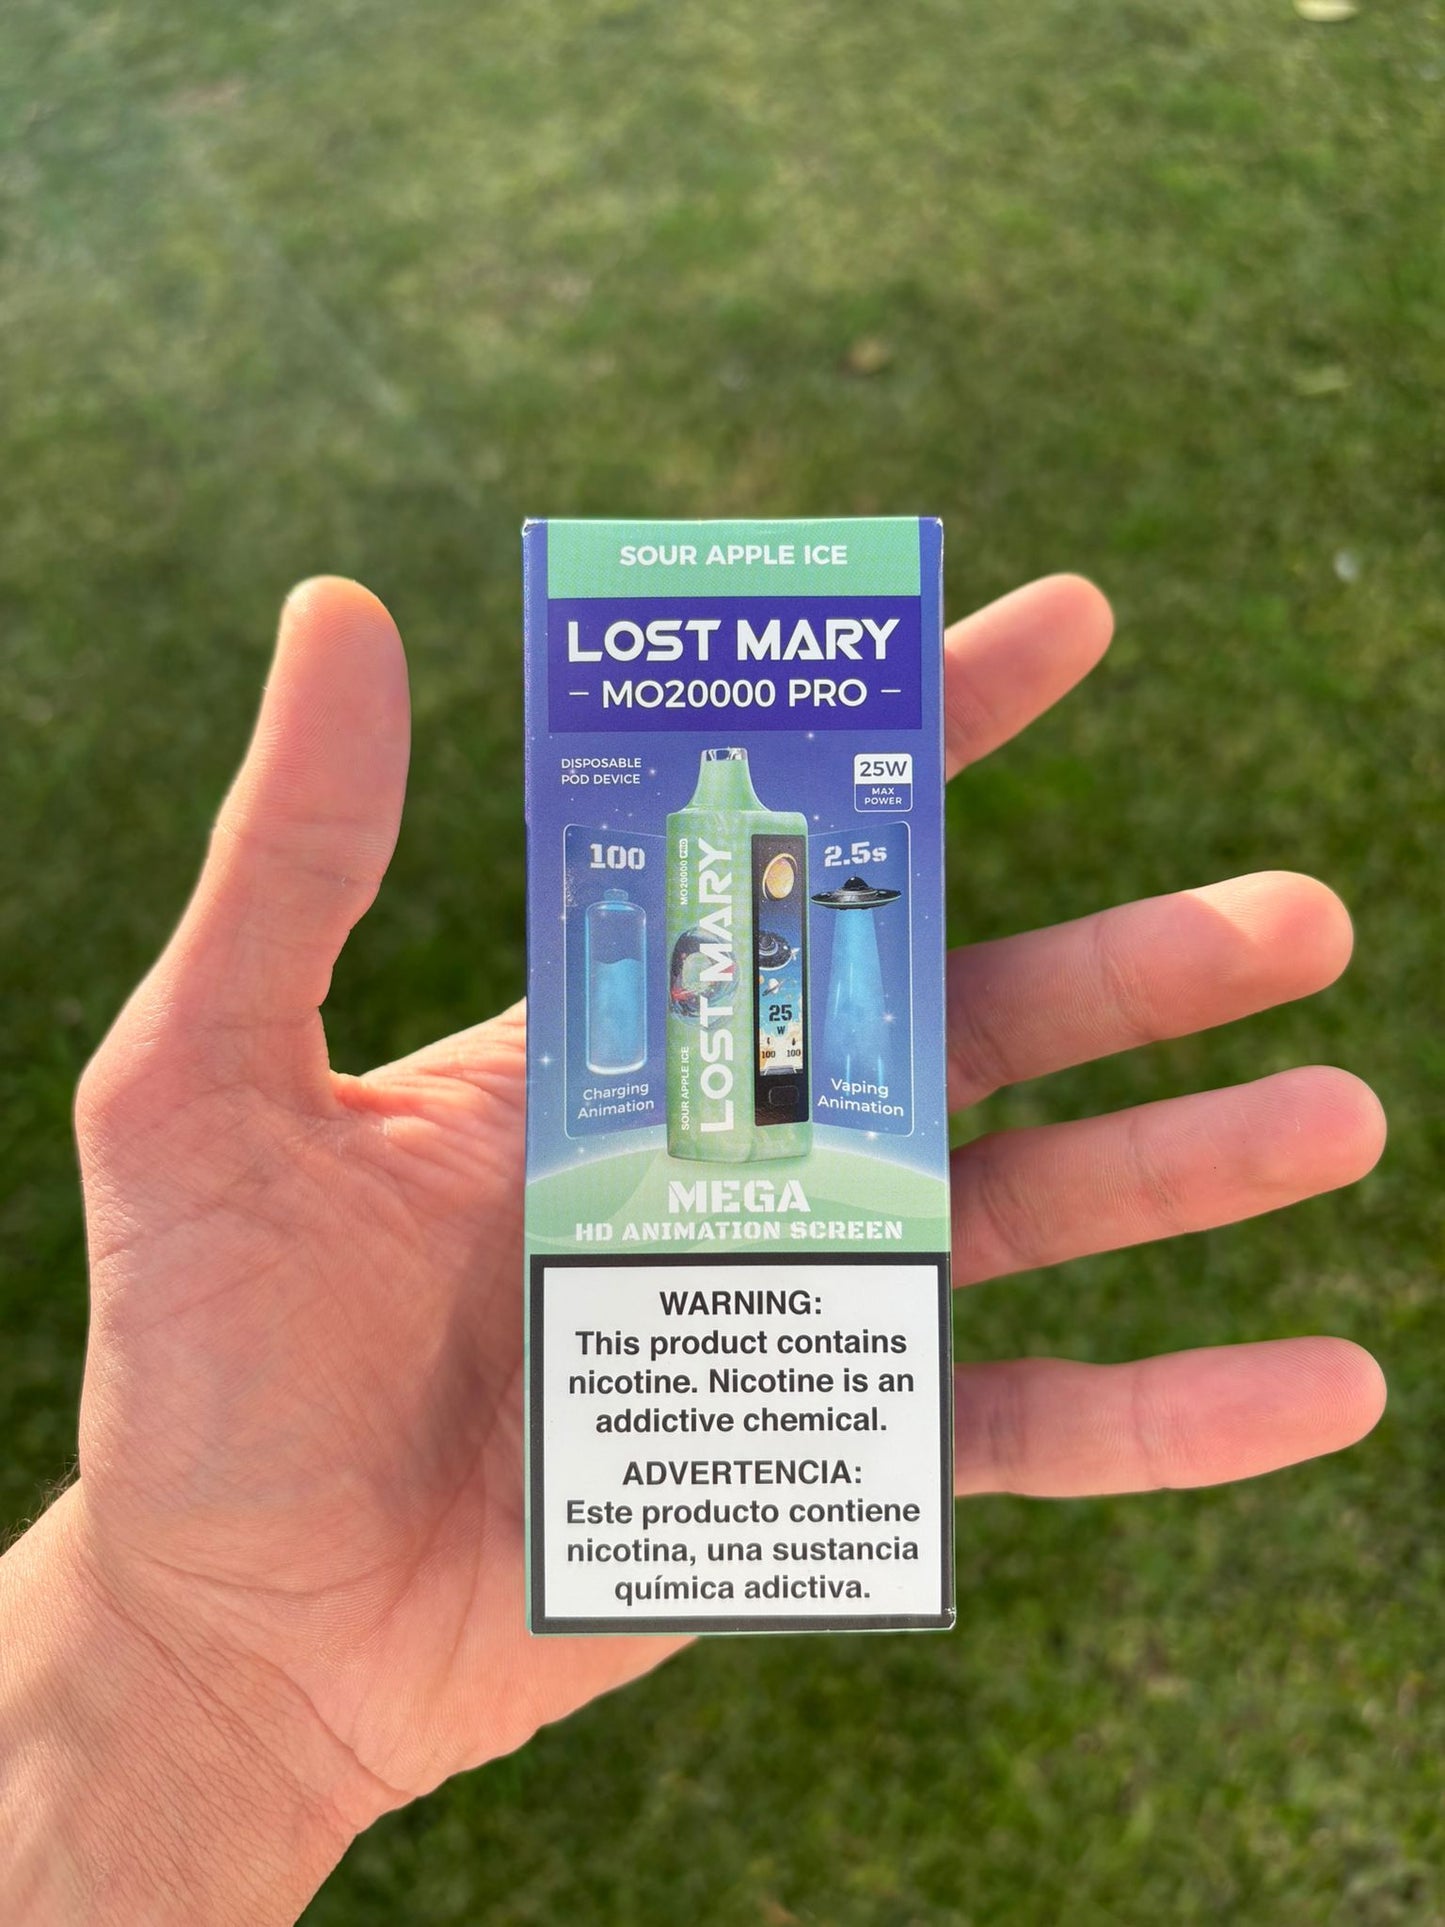 SOUR APPLE ICE
LOST MARY
– MO20000 PRO –
DISPOSABLE
POD DEVICE
25W
MAX
POWER
100
Charging
Animation
LOST MARY
MO20000 PRO
SOUR APPLE ICE
25
W
100 100
2.5s
Vaping
Animation
MEGA
HD ANIMATION SCREEN
WARNING:
This product contains
nicotine. Nicotine is an
addictive chemical.
ADVERTENCIA:
Este producto contiene
nicotina, una sustancia
química adictiva.